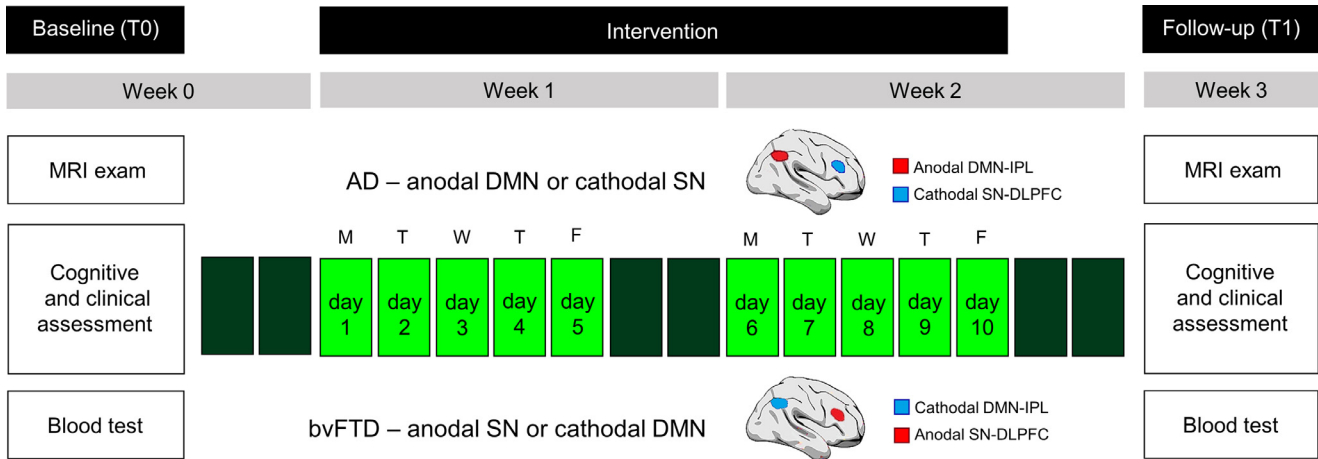 Baseline (T0)
Intervention
Follow-up (T1)
Week 0
Week 1
Week 2
Week 3
MRI exam
AD – anodal DMN or cathodal SN
Anodal DMN-IPL
Cathodal SN-DLPFC
MRI exam
M T W T F
M T W T F
Cognitive
and clinical
assessment
day
1
day
2
day
3
day
4
day
5
day
6
day
7
day
8
day
9
day
10
Cognitive
and clinical
assessment
Blood test
bvFTD – anodal SN or cathodal DMN
Cathodal DMN-IPL
Anodal SN-DLPFC
Blood test